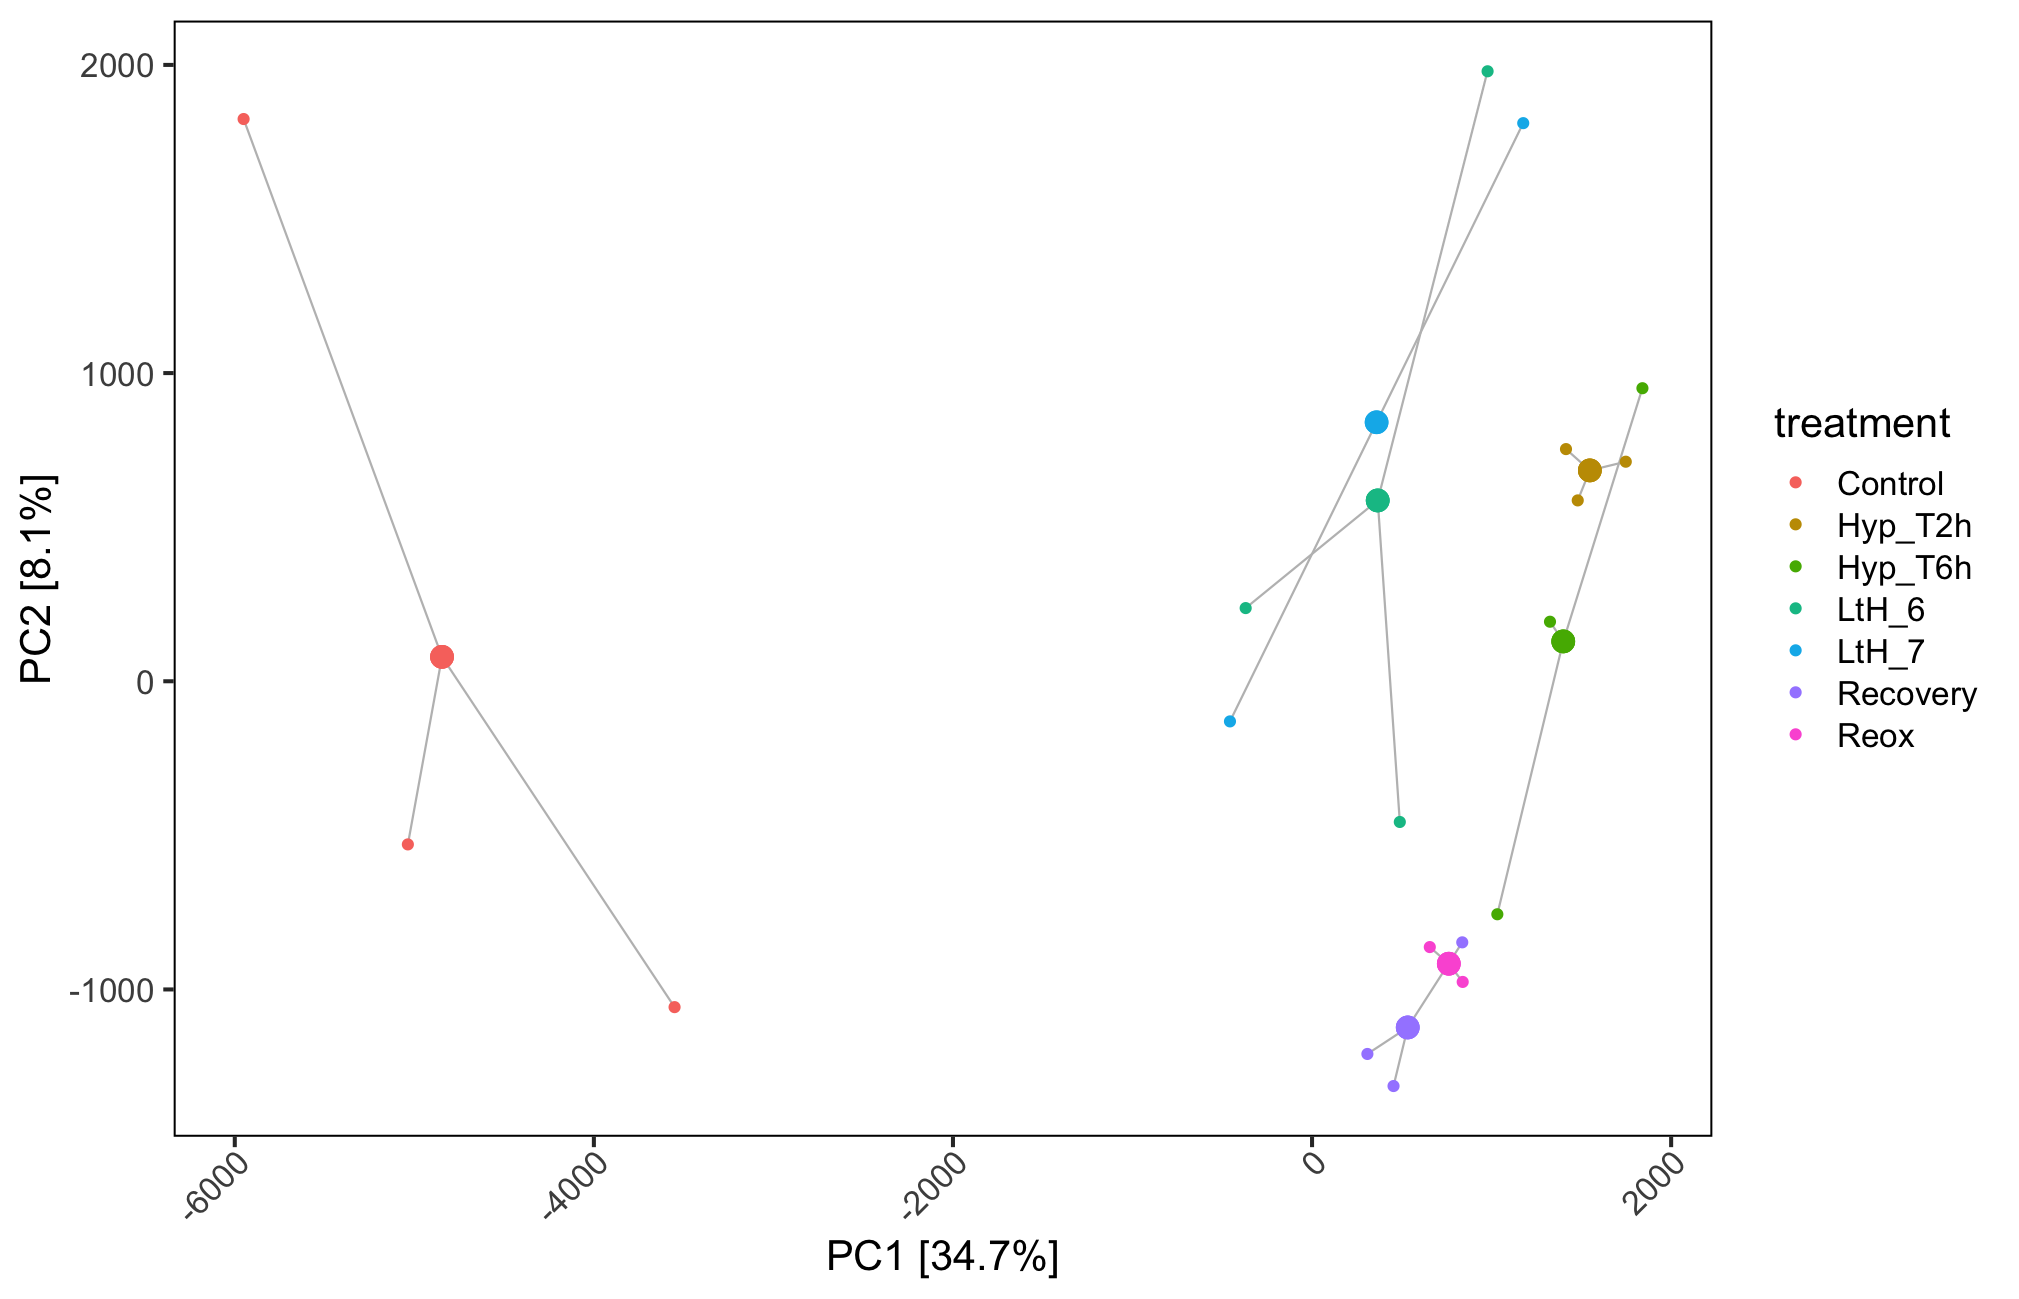 2000
1000
0
-1000
PC2 [8.1%]
-6000
-4000
-2000
0
2000
PC1 [34.7%]
treatment
Control
Hyp_T2h
Hyp_T6h
LtH_6
LtH_7
Recovery
Reox